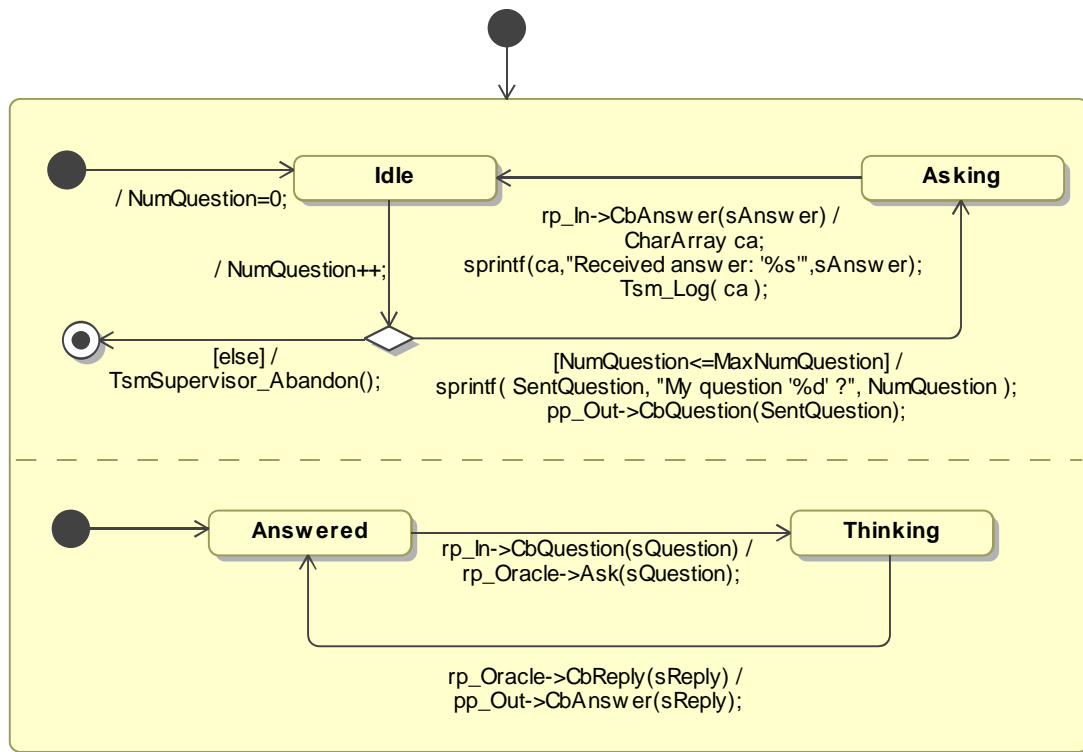 Idle
Asking
/ NumQuestion=0;
rp_In->CbAnswer(sAnswer) /
CharArray ca;
sprintf(ca,"Received answer: '%s'",sAnswer);
Tsm_Log( ca );
/ NumQuestion++;
[else] /
TsmSupervisor_Abandon();
[NumQuestion<=MaxNumQuestion] /
sprintf( SentQuestion, "My question '%d' ?", NumQuestion );
pp_Out->CbQuestion(SentQuestion);
Answered
Thinking
rp_In->CbQuestion(sQuestion) /
rp_Oracle->Ask(sQuestion);
rp_Oracle->CbReply(sReply) /
pp_Out->CbAnswer(sReply);